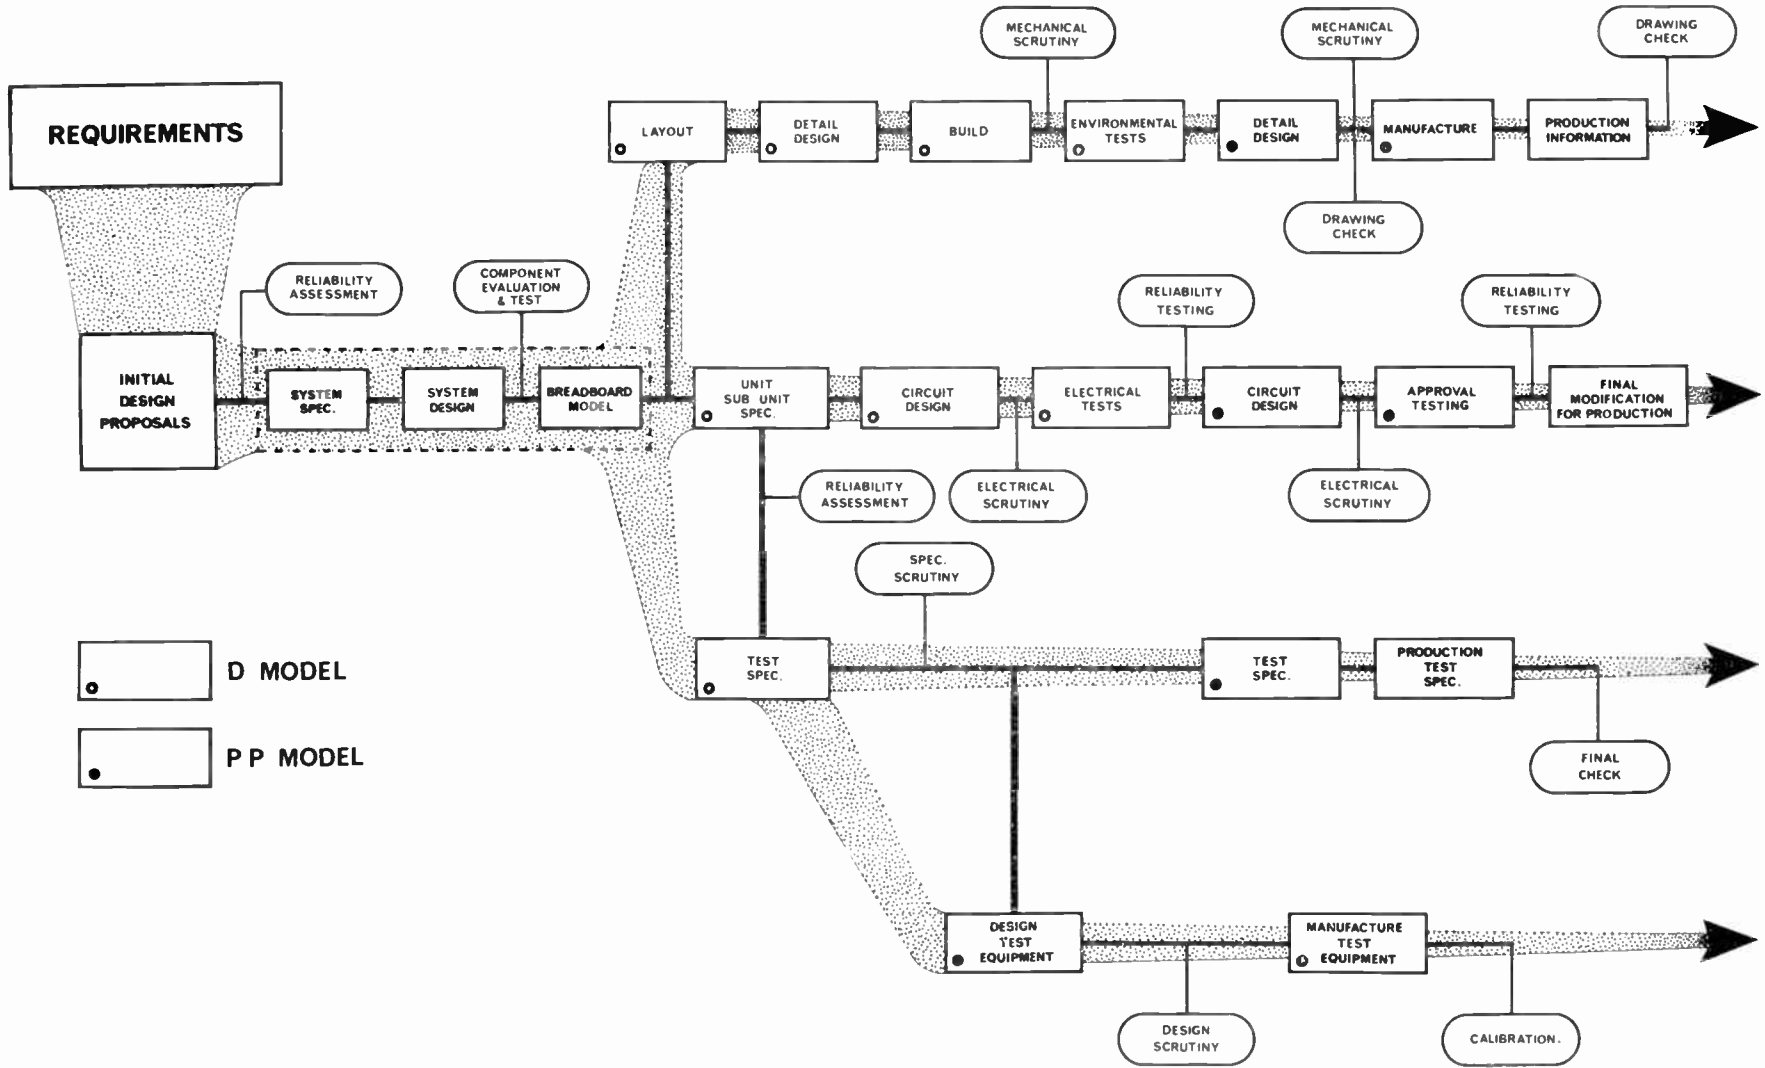 REQUIREMENTS
INITIAL
DESIGN
PROPOSALS
RELIABILITY
ASSESSMENT
SYSTEM
SPEC.
SYSTEM
DESIGN
COMPONENT
EVALUATION
& TEST
BREADBOARD
MODEL
LAYOUT
DETAIL
DESIGN
BUILD
MECHANICAL
SCRUTINY
ENVIRONMENTAL
TESTS
DETAIL
DESIGN
MECHANICAL
SCRUTINY
DRAWING
CHECK
MANUFACTURE
PRODUCTION
INFORMATION
DRAWING
CHECK
UNIT
SUB UNIT
SPEC.
CIRCUIT
DESIGN
ELECTRICAL
SCRUTINY
ELECTRICAL
TESTS
RELIABILITY
TESTING
CIRCUIT
DESIGN
ELECTRICAL
SCRUTINY
APPROVAL
TESTING
RELIABILITY
TESTING
FINAL
MODIFICATION
FOR PRODUCTION
RELIABILITY
ASSESSMENT
TEST
SPEC.
SPEC.
SCRUTINY
TEST
SPEC.
PRODUCTION
TEST
SPEC.
FINAL
CHECK
DESIGN
TEST
EQUIPMENT
DESIGN
SCRUTINY
MANUFACTURE
TEST
EQUIPMENT
CALIBRATION.
D MODEL
PP MODEL